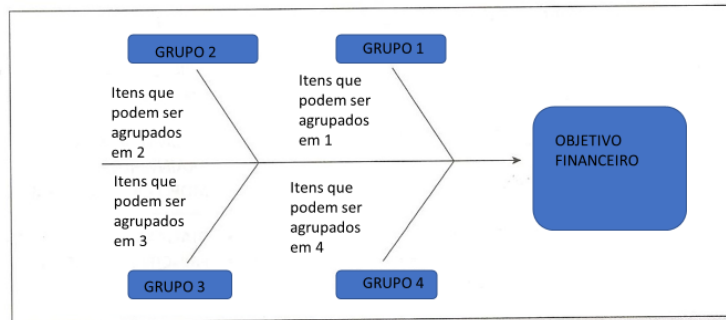 GRUPO 2
GRUPO 1
Itens que
podem ser
agrupados
em 2
Itens que
podem ser
agrupados
em 1
OBJETIVO
FINANCEIRO
Itens que
podem ser
agrupados
em 3
Itens que
podem ser
agrupados
em 4
GRUPO 3
GRUPO 4